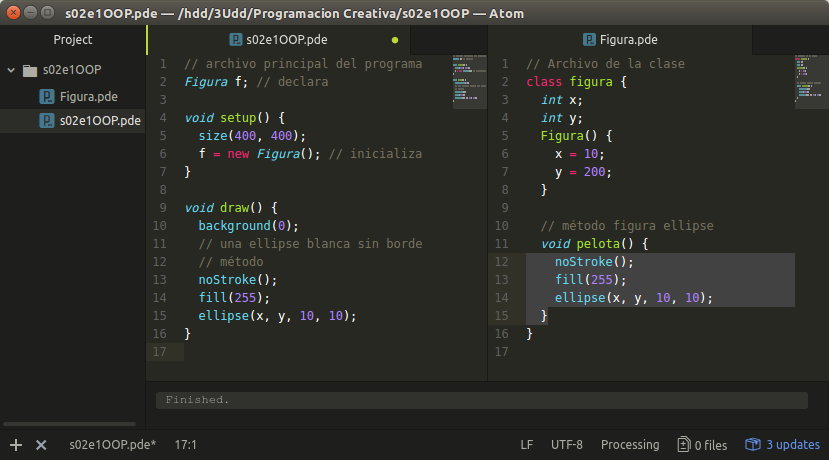 s02e1OOP.pde — /hdd/3Udd/Programacion Creativa/s02e1OOP — Atom
Project
s02e1OOP
Figura.pde
s02e1OOP.pde
s02e1OOP.pde
1 // archivo principal del programa
2 Figura f; // declara
3
4 void setup() {
5   size(400, 400);
6   f = new Figura(); // inicializa
7 }
8
9 void draw() {
10   background(0);
11   // una ellipse blanca sin borde
12   // método
13   noStroke();
14   fill(255);
15   ellipse(x, y, 10, 10);
16 }
17
Figura.pde
1 // Archivo de la clase
2 class figura {
3   int x;
4   int y;
5   Figura() {
6     x = 10;
7     y = 200;
8   }
9
10   // método figura ellipse
11   void pelota() {
12     noStroke();
13     fill(255);
14     ellipse(x, y, 10, 10);
15   }
16 }
17
Finished.
s02e1OOP.pde* 17:1 LF UTF-8 Processing 0 files 3 updates